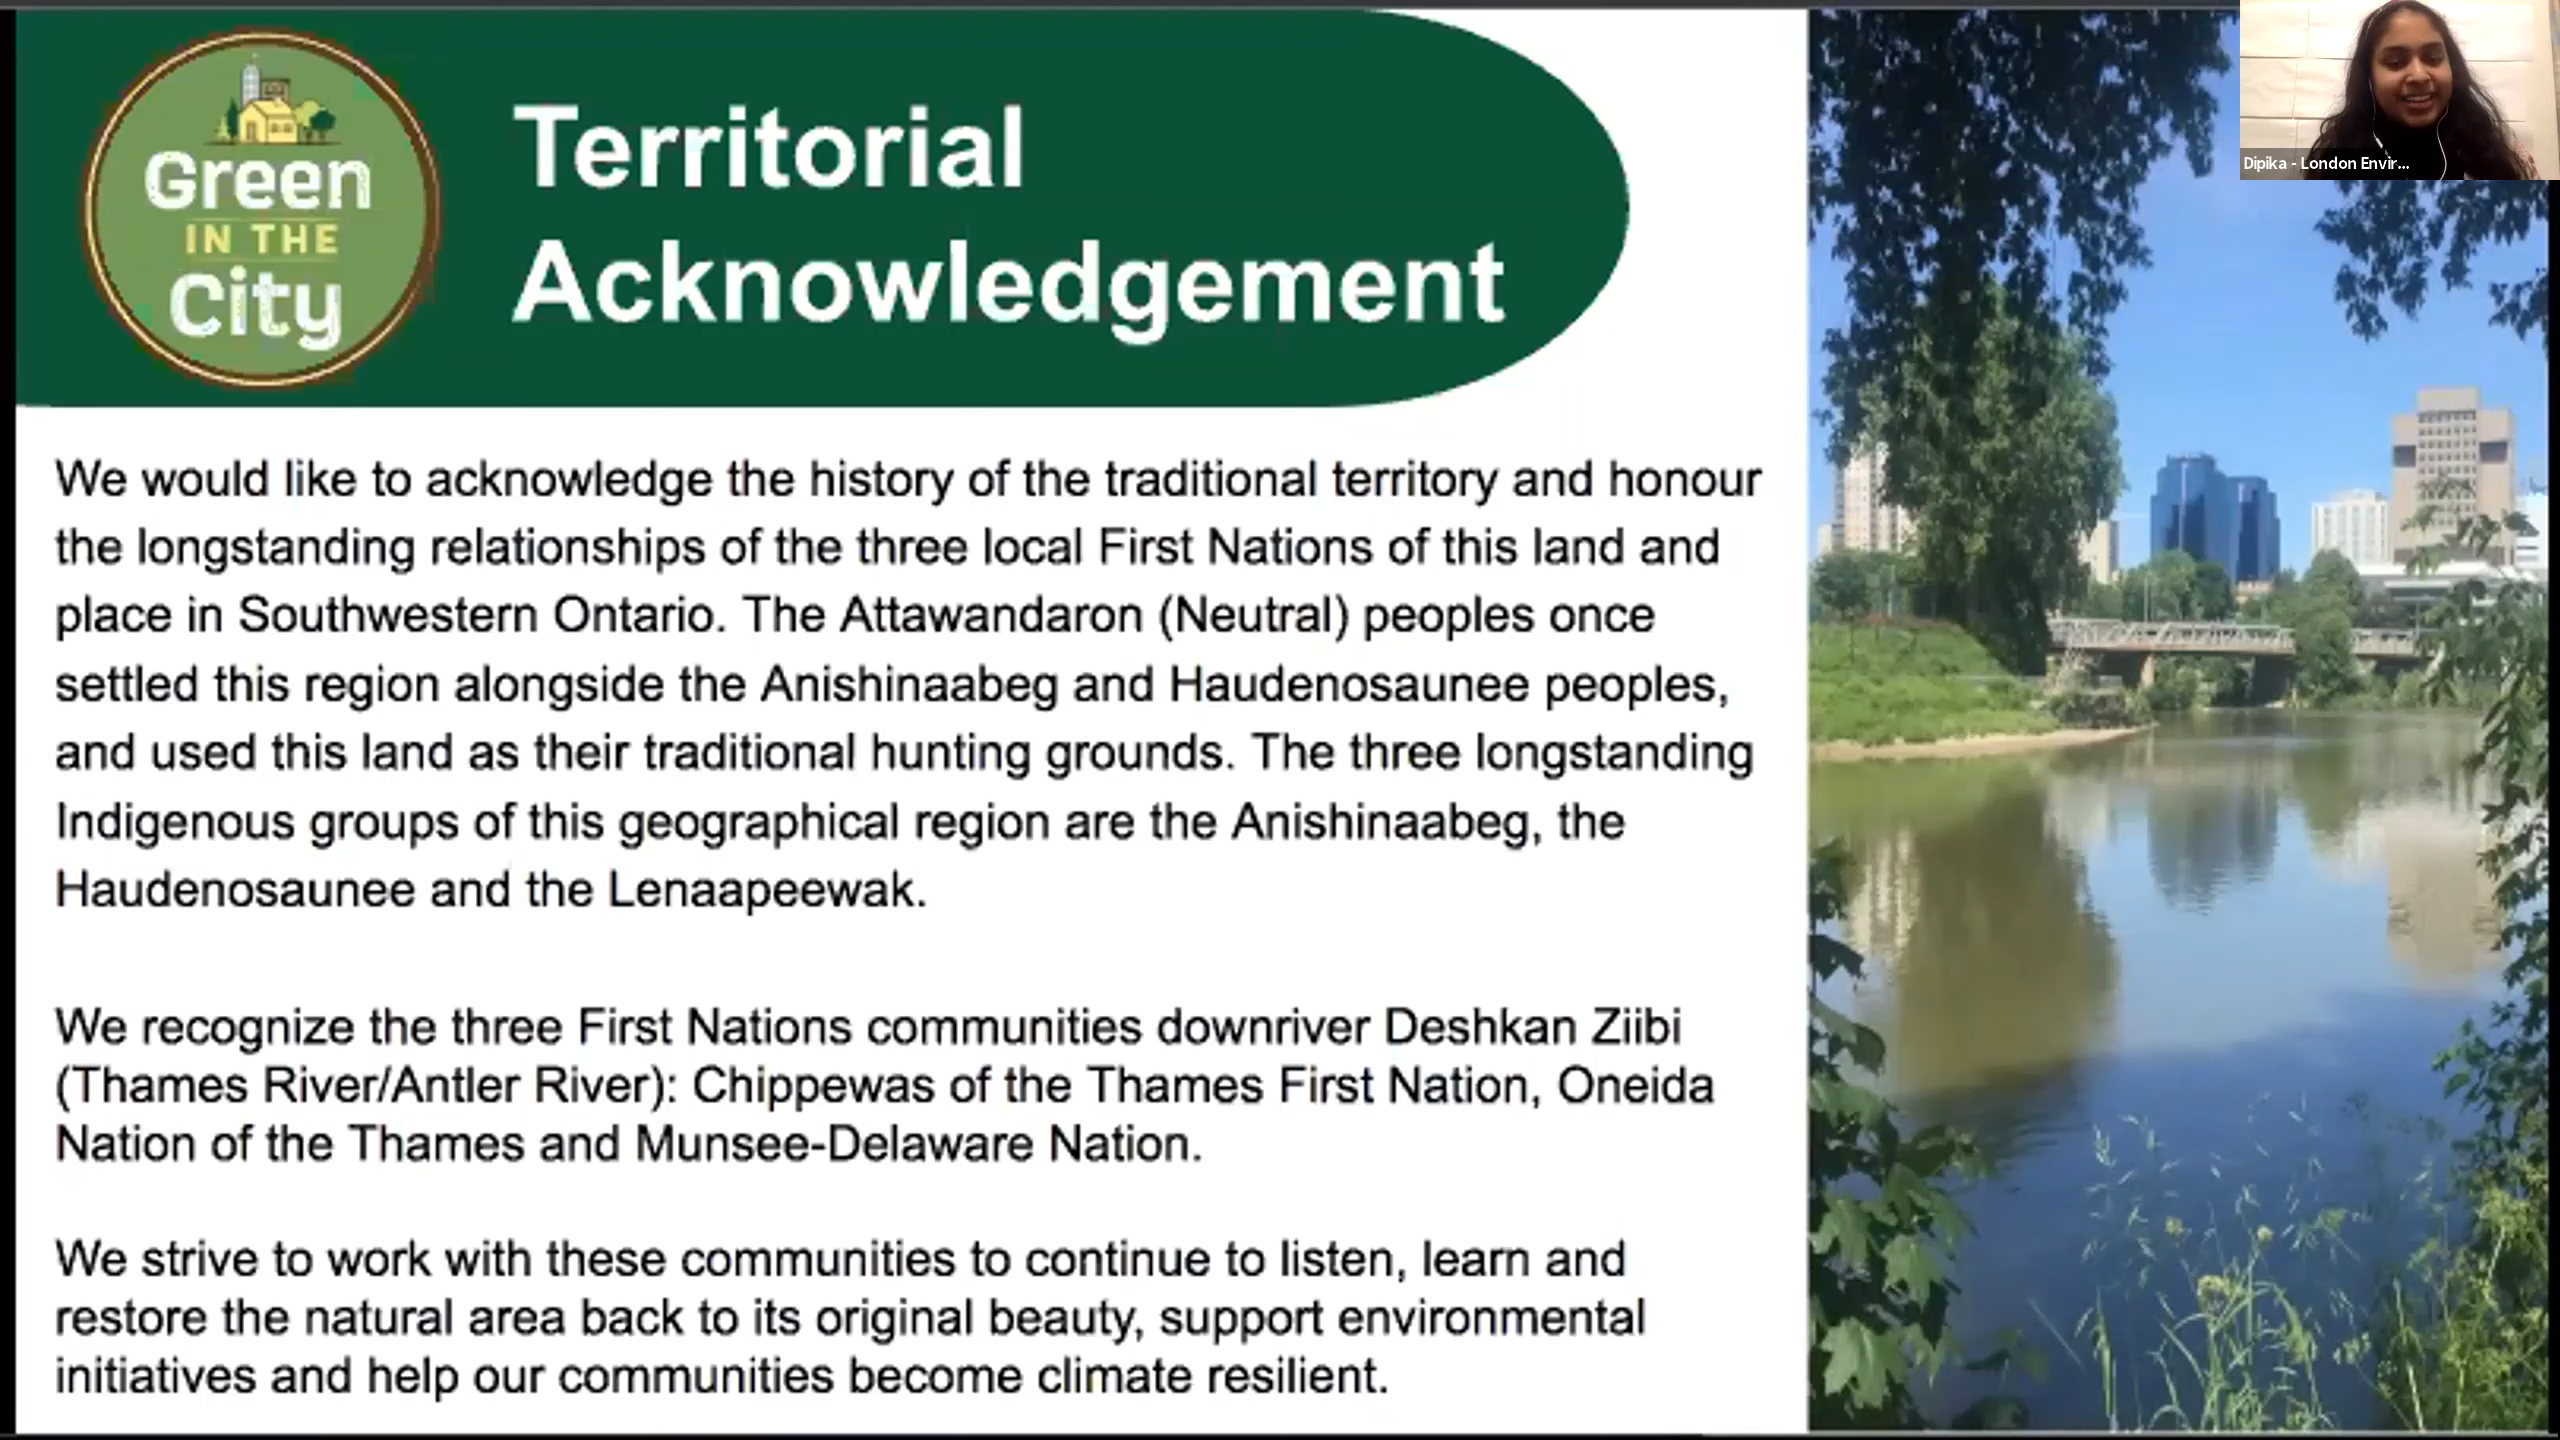 Green
IN THE
City
Territorial
Acknowledgement
Dipika - London Envir...
We would like to acknowledge the history of the traditional territory and honour
the longstanding relationships of the three local First Nations of this land and
place in Southwestern Ontario. The Attawandaron (Neutral) peoples once
settled this region alongside the Anishinaabeg and Haudenosaunee peoples,
and used this land as their traditional hunting grounds. The three longstanding
Indigenous groups of this geographical region are the Anishinaabeg, the
Haudenosaunee and the Lenaapeewak.
We recognize the three First Nations communities downriver Deshkan Ziibi
(Thames River/Antler River): Chippewas of the Thames First Nation, Oneida
Nation of the Thames and Munsee-Delaware Nation.
We strive to work with these communities to continue to listen, learn and
restore the natural area back to its original beauty, support environmental
initiatives and help our communities become climate resilient.